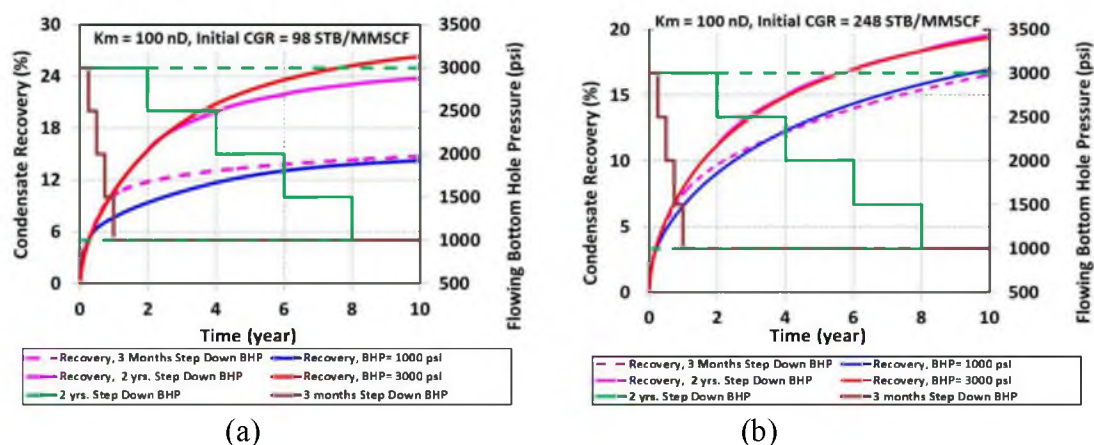 Km = 100 nD, Initial CGR = 98 STB/MMSCF
Condensate Recovery (%)
30
24
18
12
6
0
Flowing Bottom Hole Pressure (psi)
3500
3000
2500
2000
1500
1000
500
0 2 4 6 8 10
Time (year)
Recovery, 3 Months Step Down BHP
Recovery, BHP= 1000 psi
Recovery, 2 yrs. Step Down BHP
Recovery, BHP= 3000 psi
2 yrs. Step Down BHP
3 months Step Down BHP
(a)
Km = 100 nD, Initial CGR = 248 STB/MMSCF
Condensate Recovery (%)
20
15
10
5
0
Flowing Bottom Hole Pressure (psi)
3500
3000
2500
2000
1500
1000
500
0 2 4 6 8 10
Time (year)
Recovery, 3 Months Step Down BHP
Recovery, BHP= 1000 psi
Recovery, 2 yrs. Step Down BHP
Recovery, BHP= 3000 psi
2 yrs. Step Down BHP
3 months Step Down BHP
(b)